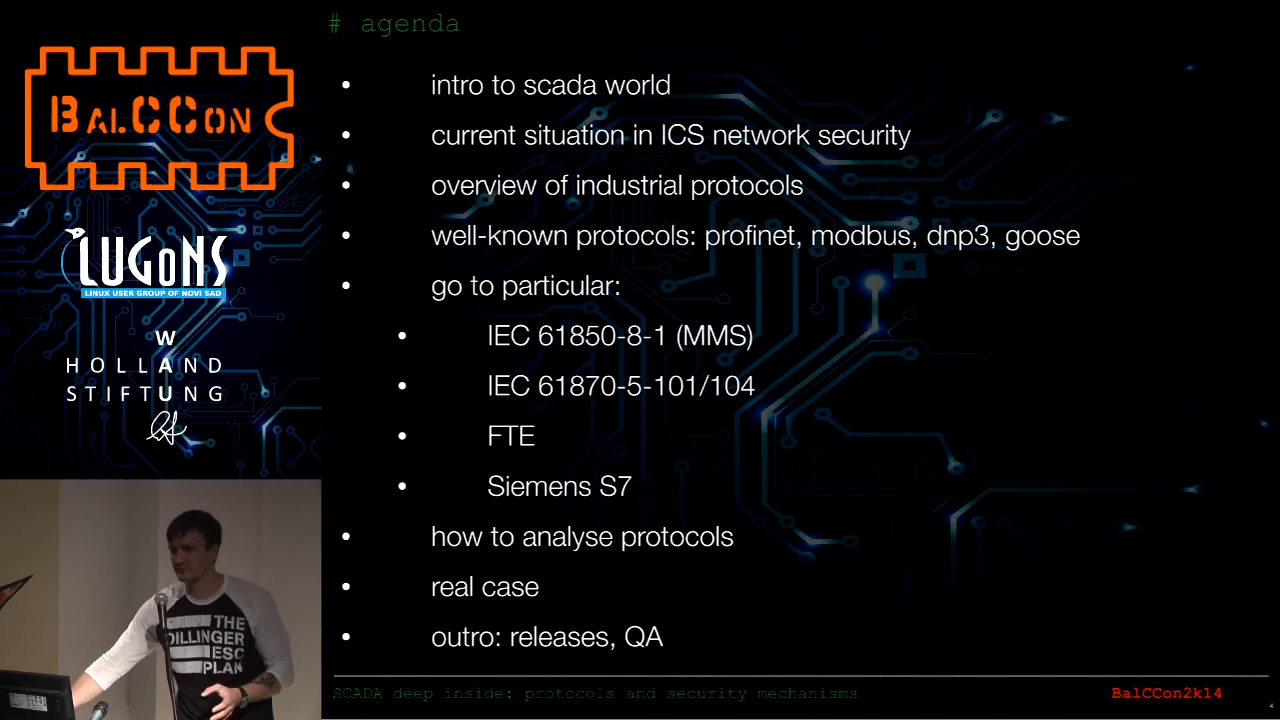 # agenda
BALCCON
• intro to scada world
• current situation in ICS network security
• overview of industrial protocols
• well-known protocols: profinet, modbus, dnp3, goose
• go to particular:
• IEC 61850-8-1 (MMS)
• IEC 61870-5-101/104
• FTE
• Siemens S7
• how to analyse protocols
• real case
• outro: releases, QA
LUGONS
LINUX USER GROUP OF NOVI SAD
W
HOLLAND
STIFTUNG
THE
DILLINGER
ESC
PLAN
SCADA deep inside: protocols and security mechanisms
BalCCon2k14
4